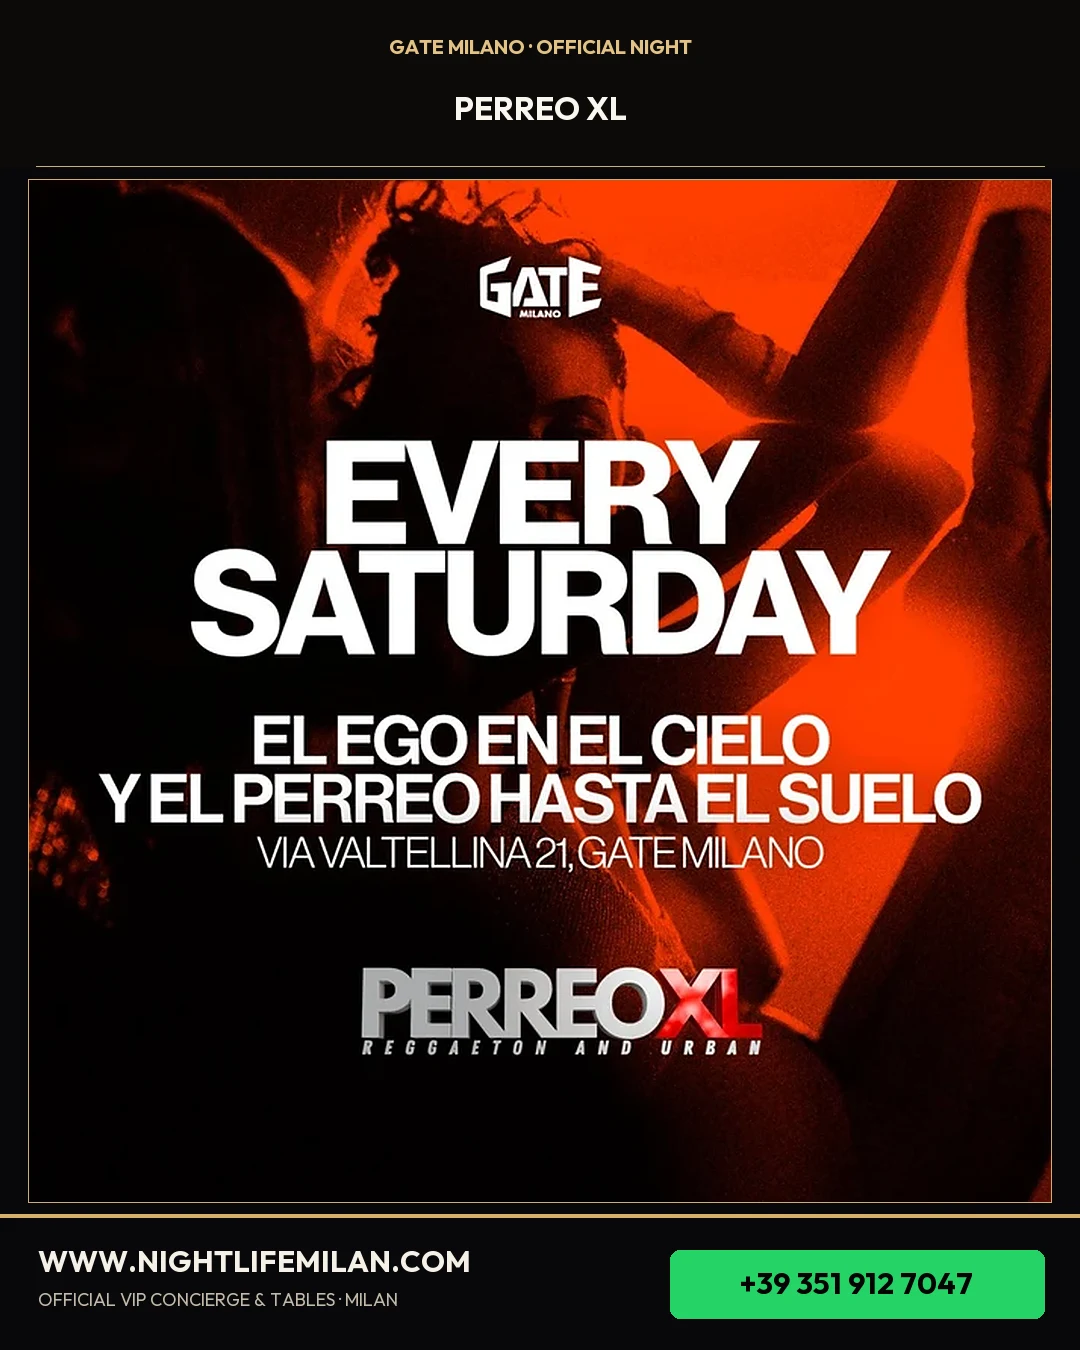 GATE MILANO · OFFICIAL NIGHT
PERREO XL
GATE
MILANO
EVERY
SATURDAY
EL EGO EN EL CIELO
Y EL PERREO HASTA EL SUELO
VIA VALTELLINA 21, GATE MILANO
PERREO XL
REGGAETON AND URBAN
WWW.NIGHTLIFEMILAN.COM
OFFICIAL VIP CONCIERGE & TABLES · MILAN
+39 351 912 7047